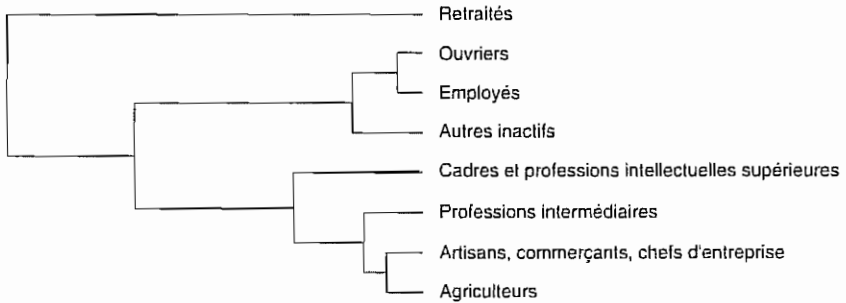 Retraités
Ouvriers
Employés
Autres inactifs
Cadres et professions intellectuelles supérieures
Professions intermédiaires
Artisans, commerçants, chefs d'entreprise
Agriculteurs